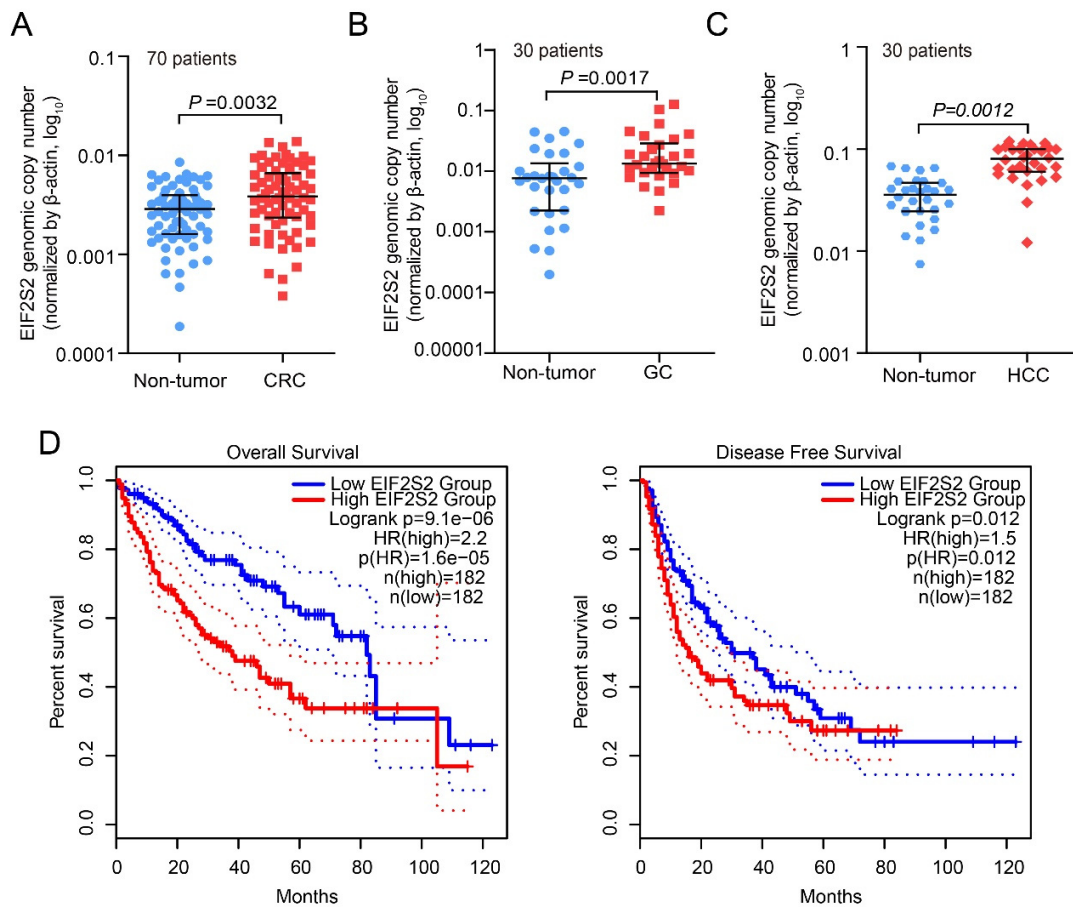 A
70 patients
P=0.0032
EIF2S2 genomic copy number
(normalized by β-actin, log10)
0.1
0.01
0.001
0.0001
Non-tumor
CRC
B
30 patients
P=0.0017
EIF2S2 genomic copy number
(normalized by β-actin, log10)
1
0.1
0.01
0.001
0.0001
0.00001
Non-tumor
GC
C
30 patients
P=0.0012
EIF2S2 genomic copy number
(normalized by β-actin, log10)
1
0.1
0.01
0.001
Non-tumor
HCC
D
Overall Survival
Low EIF2S2 Group
High EIF2S2 Group
Logrank p=9.1e−06
HR(high)=2.2
p(HR)=1.6e−05
n(high)=182
n(low)=182
Percent survival
1.0
0.8
0.6
0.4
0.2
0.0
0 20 40 60 80 100 120
Months
Disease Free Survival
Low EIF2S2 Group
High EIF2S2 Group
Logrank p=0.012
HR(high)=1.5
p(HR)=0.012
n(high)=182
n(low)=182
Percent survival
1.0
0.8
0.6
0.4
0.2
0.0
0 20 40 60 80 100 120
Months